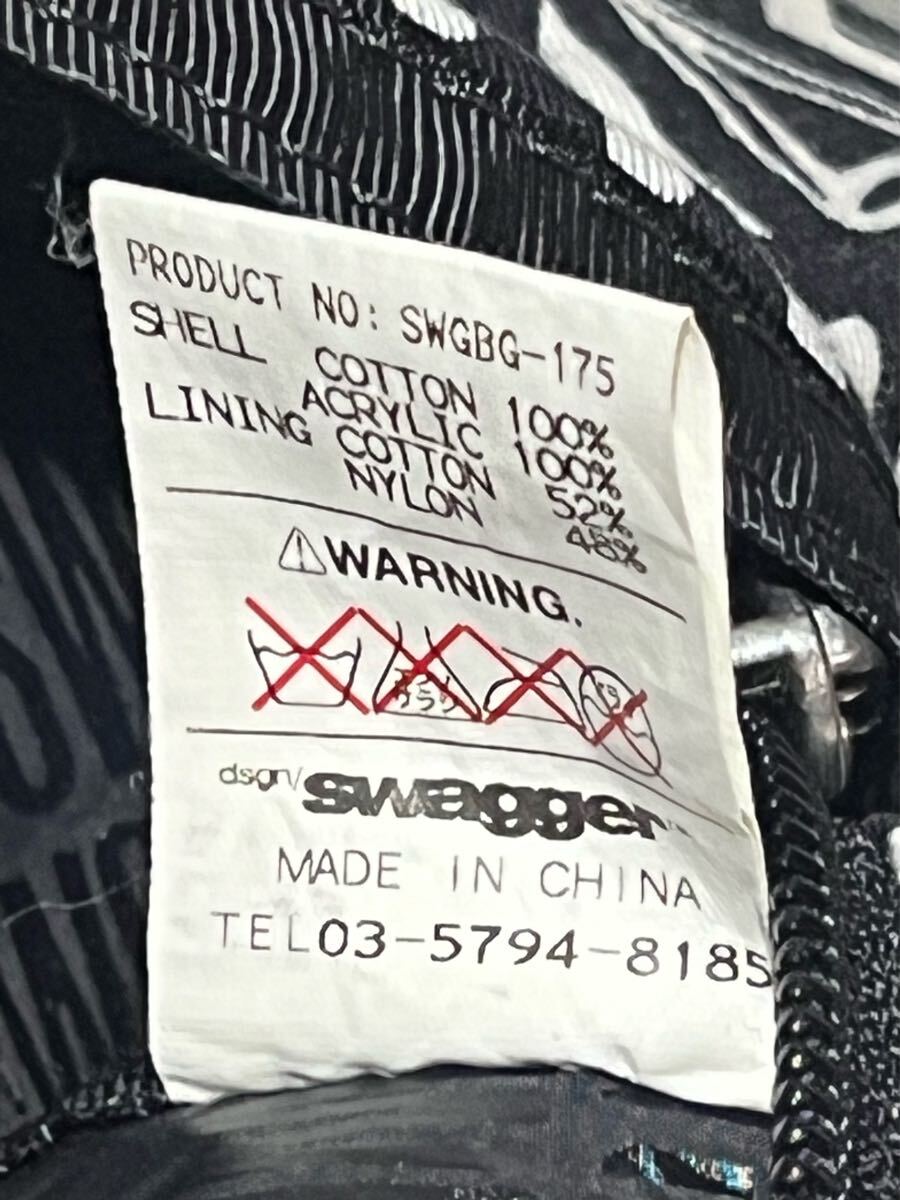 PRODUCT NO: SWGBG-175
SHELL COTTON 100%
ACRYLIC 100%
LINING COTTON 52%
NYLON 48%
WARNING.
dsgn/swagger
MADE IN CHINA
TEL03-5794-8185